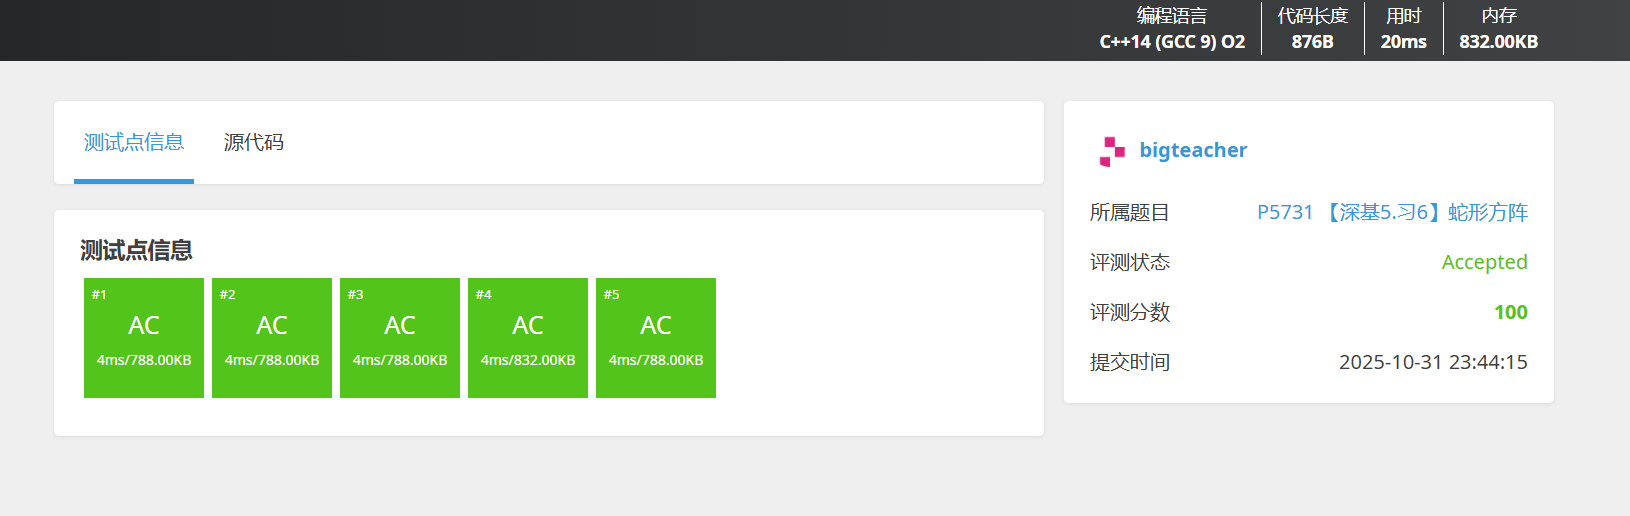 编程语言 代码长度 用时 内存
C++14 (GCC 9) O2 876B 20ms 832.00KB
测试点信息 源代码
测试点信息
#1 #2 #3 #4 #5
AC AC AC AC AC
4ms/788.00KB 4ms/788.00KB 4ms/788.00KB 4ms/832.00KB 4ms/788.00KB
bigteacher
所属题目 P5731 【深基5.习6】蛇形方阵
评测状态 Accepted
评测分数 100
提交时间 2025-10-31 23:44:15